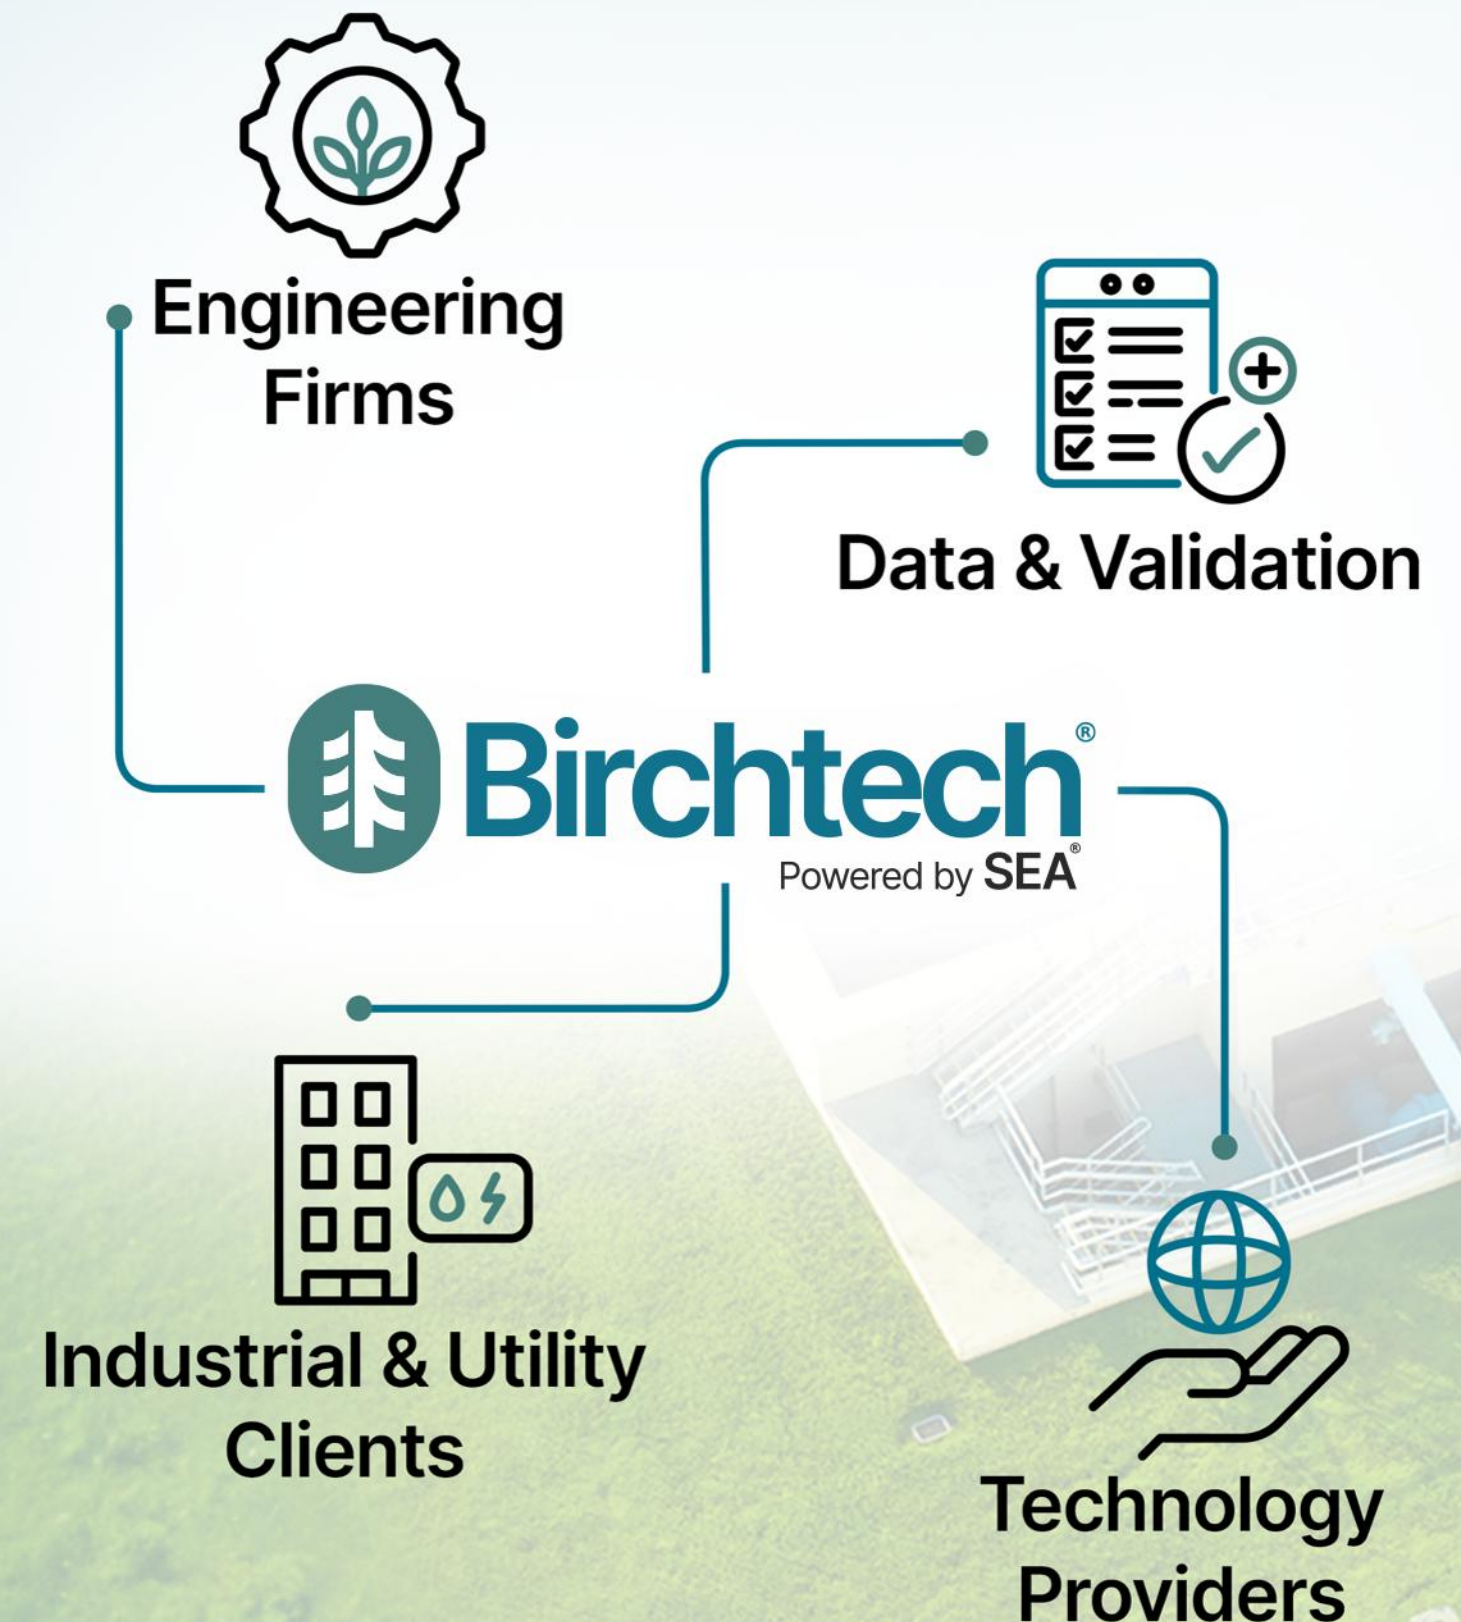 Engineering
Firms
Data & Validation
Birchtech®
Powered by SEA®
Industrial & Utility
Clients
Technology
Providers